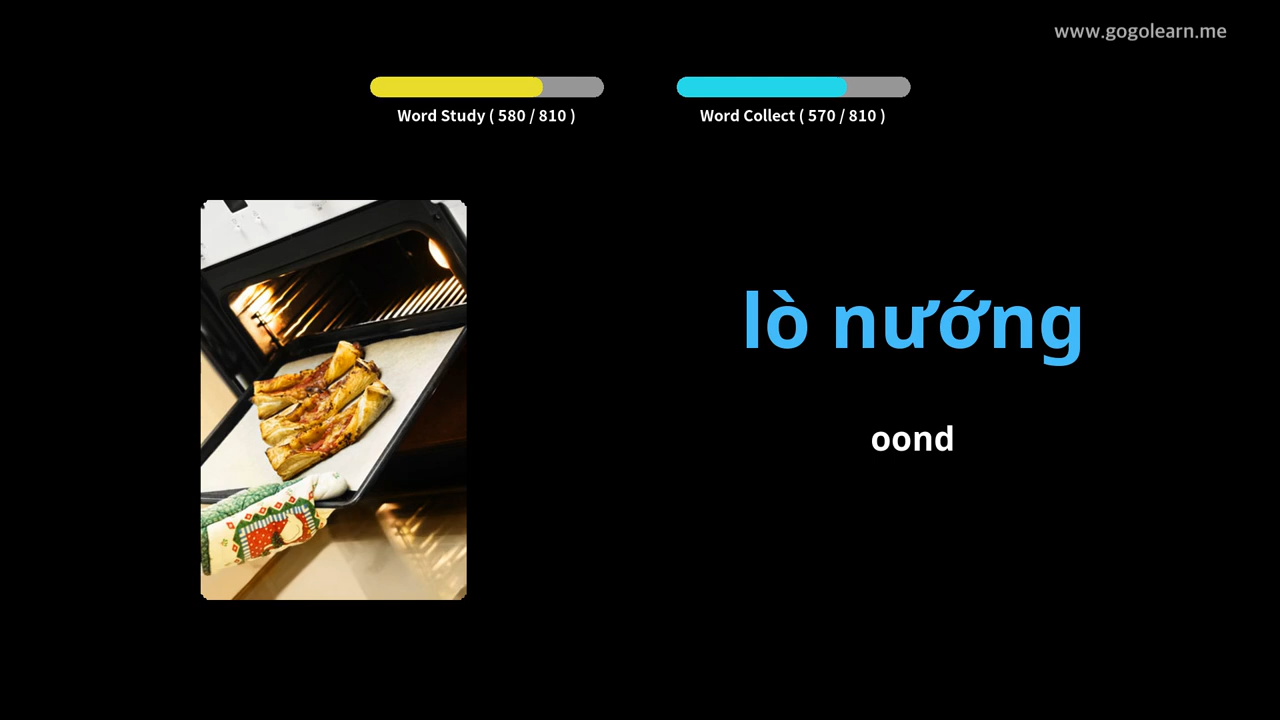 www.gogolearn.me
Word Study ( 580 / 810 )
Word Collect ( 570 / 810 )
lò nướng
oond